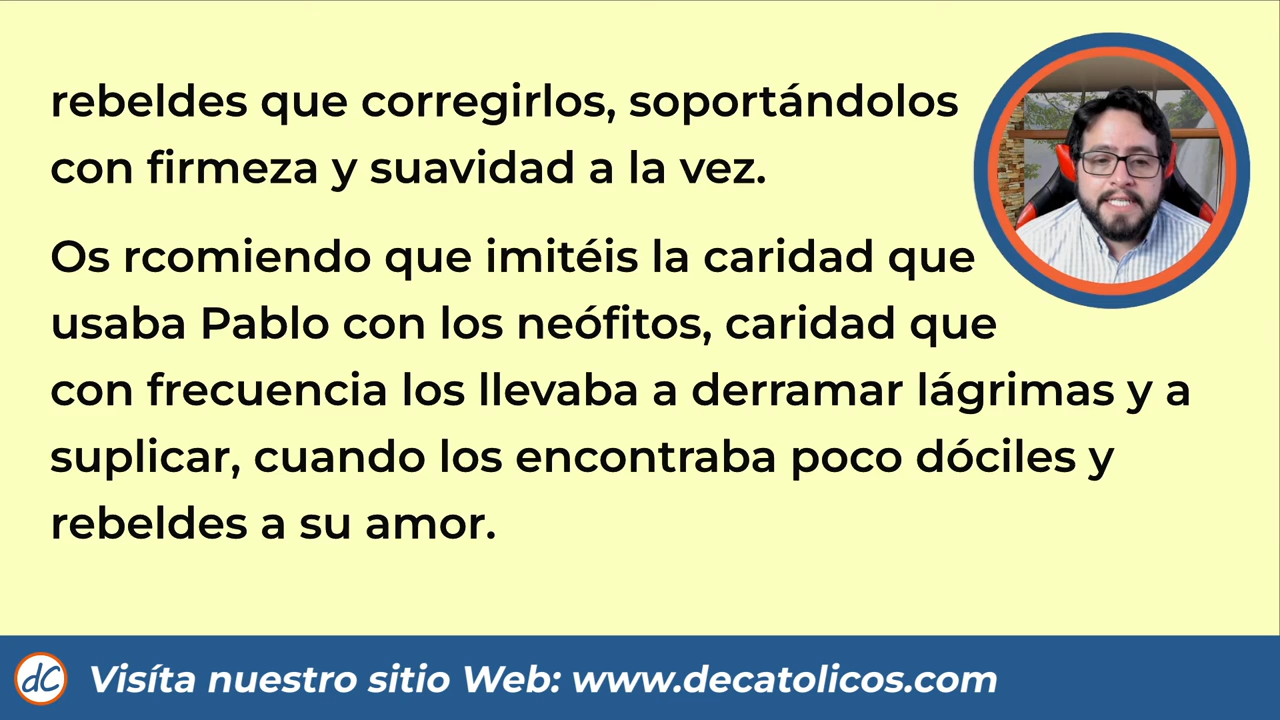 rebeldes que corregirlos, soportándolos
con firmeza y suavidad a la vez.
Os rcomiendo que imitéis la caridad que
usaba Pablo con los neófitos, caridad que
con frecuencia los llevaba a derramar lágrimas y a
suplicar, cuando los encontraba poco dóciles y
rebeldes a su amor.
dC Visíta nuestro sitio Web: www.decatolicos.com